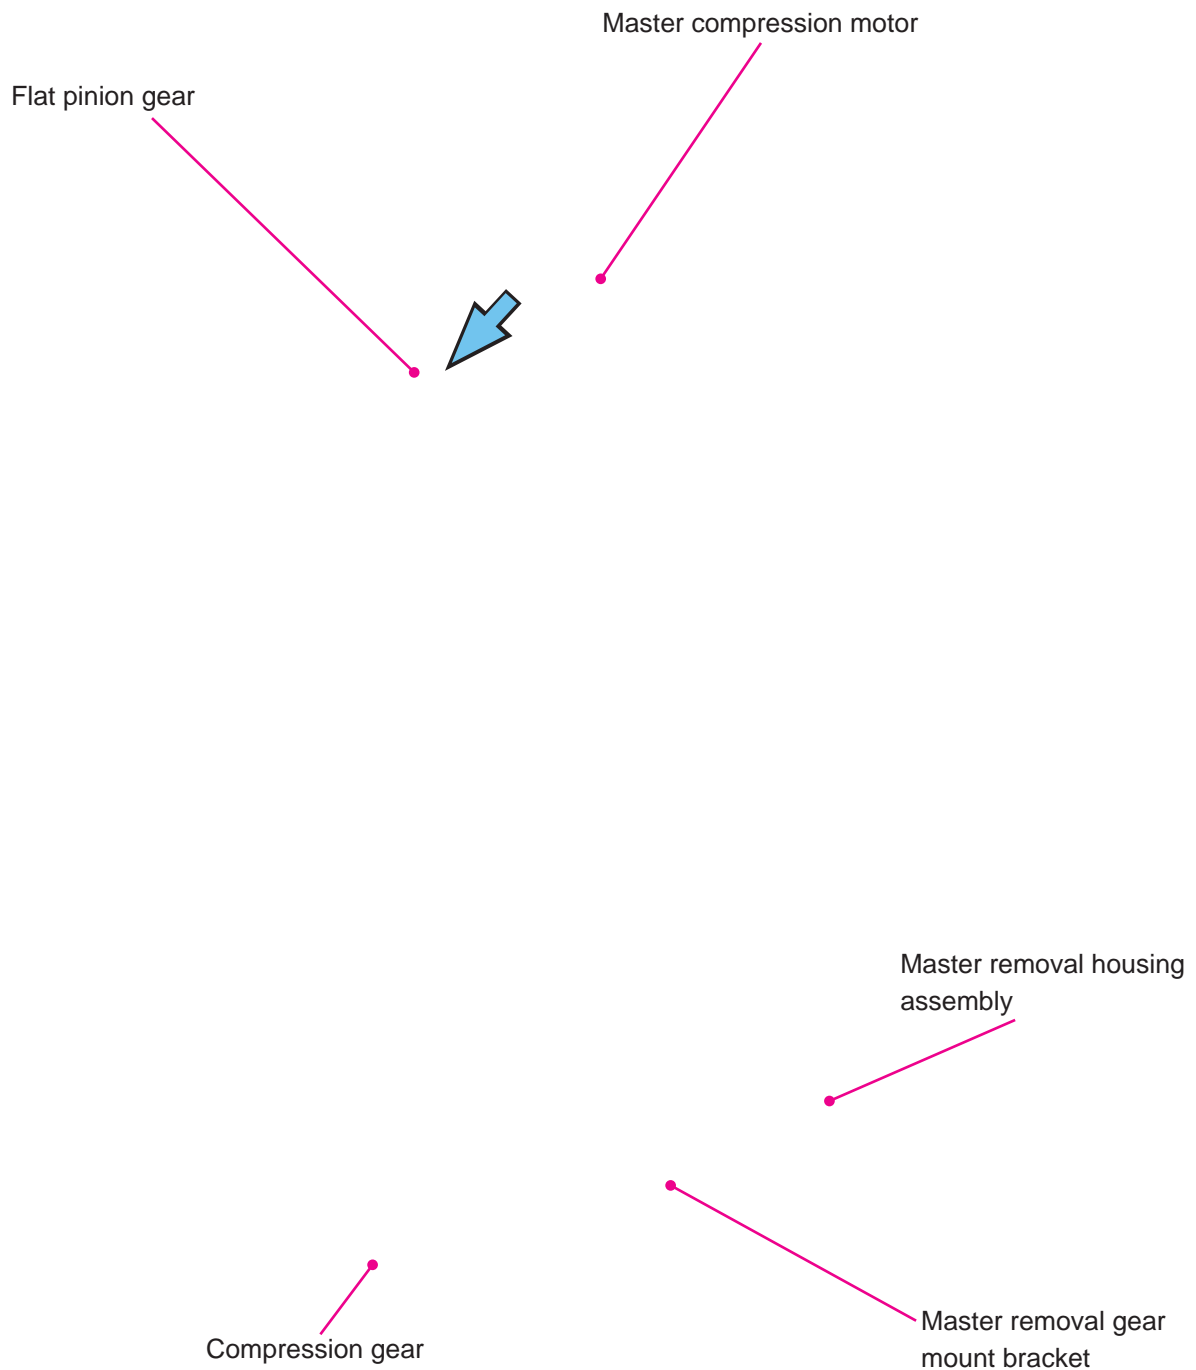 Master compression motor
Flat pinion gear
Master removal housing
assembly
Master removal gear
mount bracket
Compression gear